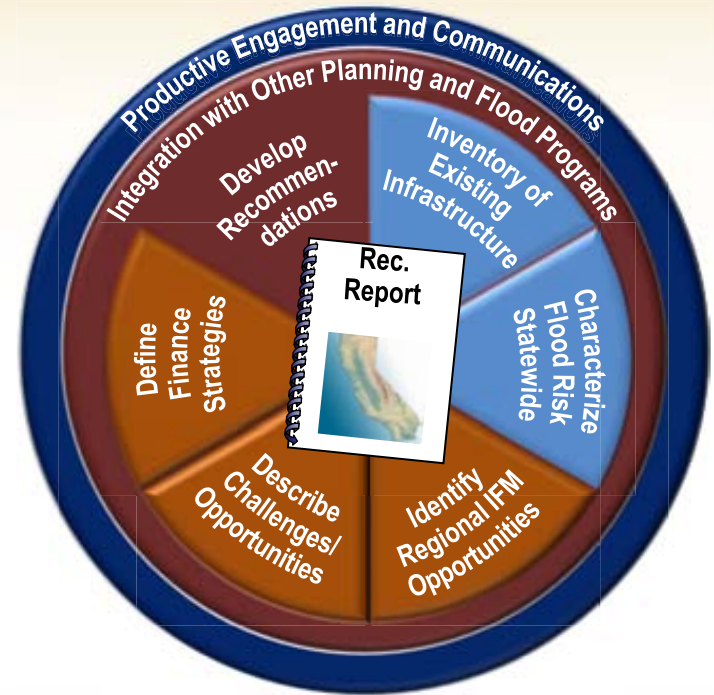 Productive Engagement and Communications
Integration with Other Planning and Flood Programs
Develop
Recommen-
dations
Inventory of
Existing
Infrastructure
Characterize
Flood Risk
Statewide
Identify
Regional IFM
Opportunities
Describe
Challenges/
Opportunities
Define
Finance
Strategies
Rec.
Report